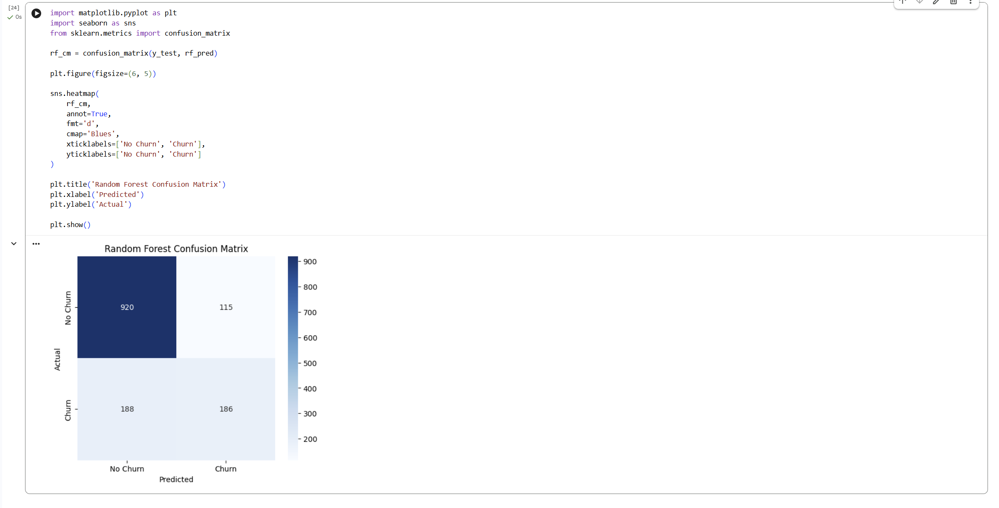 [24]
0s
import matplotlib.pyplot as plt
import seaborn as sns
from sklearn.metrics import confusion_matrix
rf_cm = confusion_matrix(y_test, rf_pred)
plt.figure(figsize=(6, 5))
sns.heatmap(
    rf_cm,
    annot=True,
    fmt='d',
    cmap='Blues',
    xticklabels=['No Churn', 'Churn'],
    yticklabels=['No Churn', 'Churn']
)
plt.title('Random Forest Confusion Matrix')
plt.xlabel('Predicted')
plt.ylabel('Actual')
plt.show()
Random Forest Confusion Matrix
No Churn
920
115
Actual
Churn
188
186
No Churn
Churn
Predicted
900
800
700
600
500
400
300
200